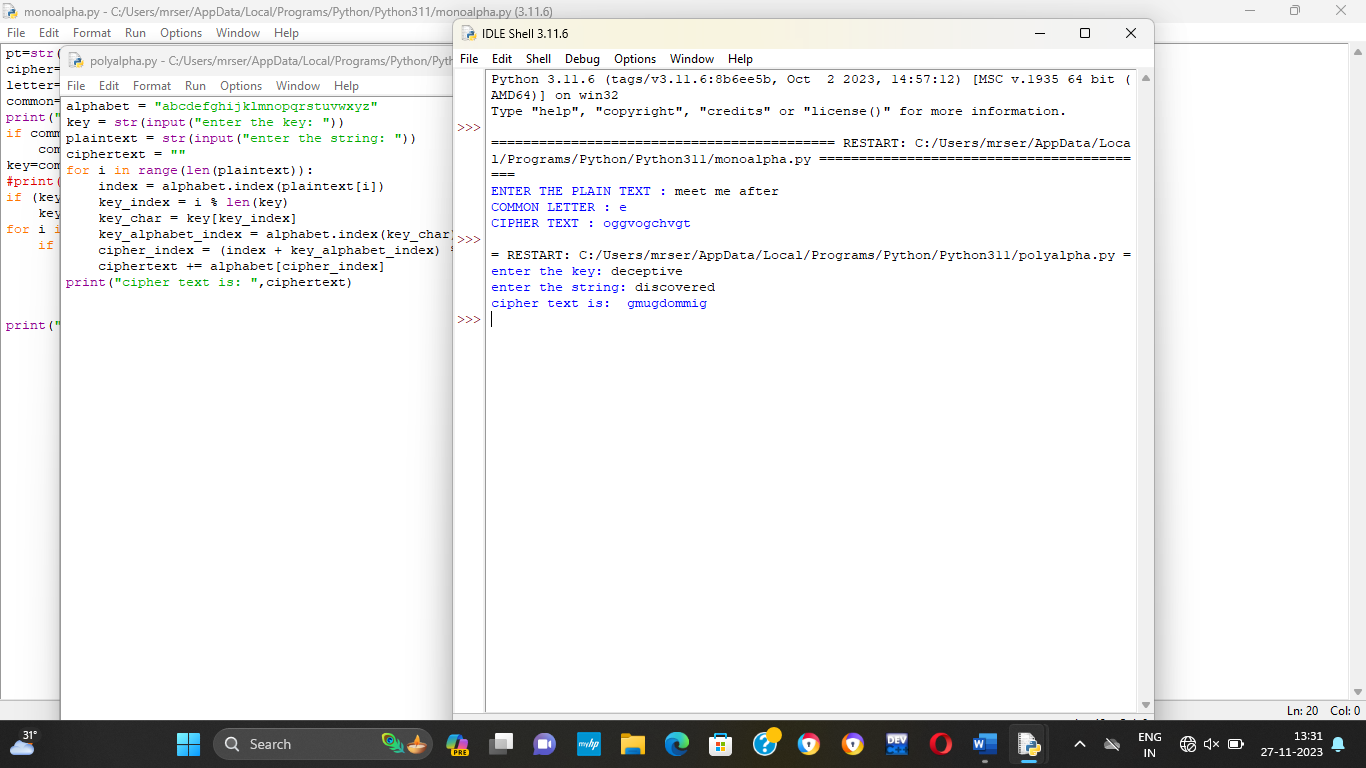 monoalpha.py - C:/Users/mrser/AppData/Local/Programs/Python/Python311/monoalpha.py (3.11.6)
File Edit Format Run Options Window Help
pt=str(
cipher=
letter=
common=
print("
if comm
com
key=com
#print(
if (key
key
for i i
if
print("
polyalpha.py - C:/Users/mrser/AppData/Local/Programs/Python/Pyth
File Edit Format Run Options Window Help
alphabet = "abcdefghijklmnopqrstuvwxyz"
key = str(input("enter the key: "))
plaintext = str(input("enter the string: "))
ciphertext = ""
for i in range(len(plaintext)):
    index = alphabet.index(plaintext[i])
    key_index = i % len(key)
    key_char = key[key_index]
    key_alphabet_index = alphabet.index(key_char
    cipher_index = (index + key_alphabet_index)
    ciphertext += alphabet[cipher_index]
print("cipher text is: ",ciphertext)
IDLE Shell 3.11.6
File Edit Shell Debug Options Window Help
Python 3.11.6 (tags/v3.11.6:8b6ee5b, Oct  2 2023, 14:57:12) [MSC v.1935 64 bit (
AMD64)] on win32
Type "help", "copyright", "credits" or "license()" for more information.
>>>
=========================================== RESTART: C:/Users/mrser/AppData/Loca
l/Programs/Python/Python311/monoalpha.py =======================================
===
ENTER THE PLAIN TEXT : meet me after
COMMON LETTER : e
CIPHER TEXT : oggvogchvgt
>>>
= RESTART: C:/Users/mrser/AppData/Local/Programs/Python/Python311/polyalpha.py =
enter the key: deceptive
enter the string: discovered
cipher text is:  gmugdommig
>>>
Ln: 20 Col: 0
31°
Search
PRE
myhp
DEV
ENG
IN
13:31
27-11-2023